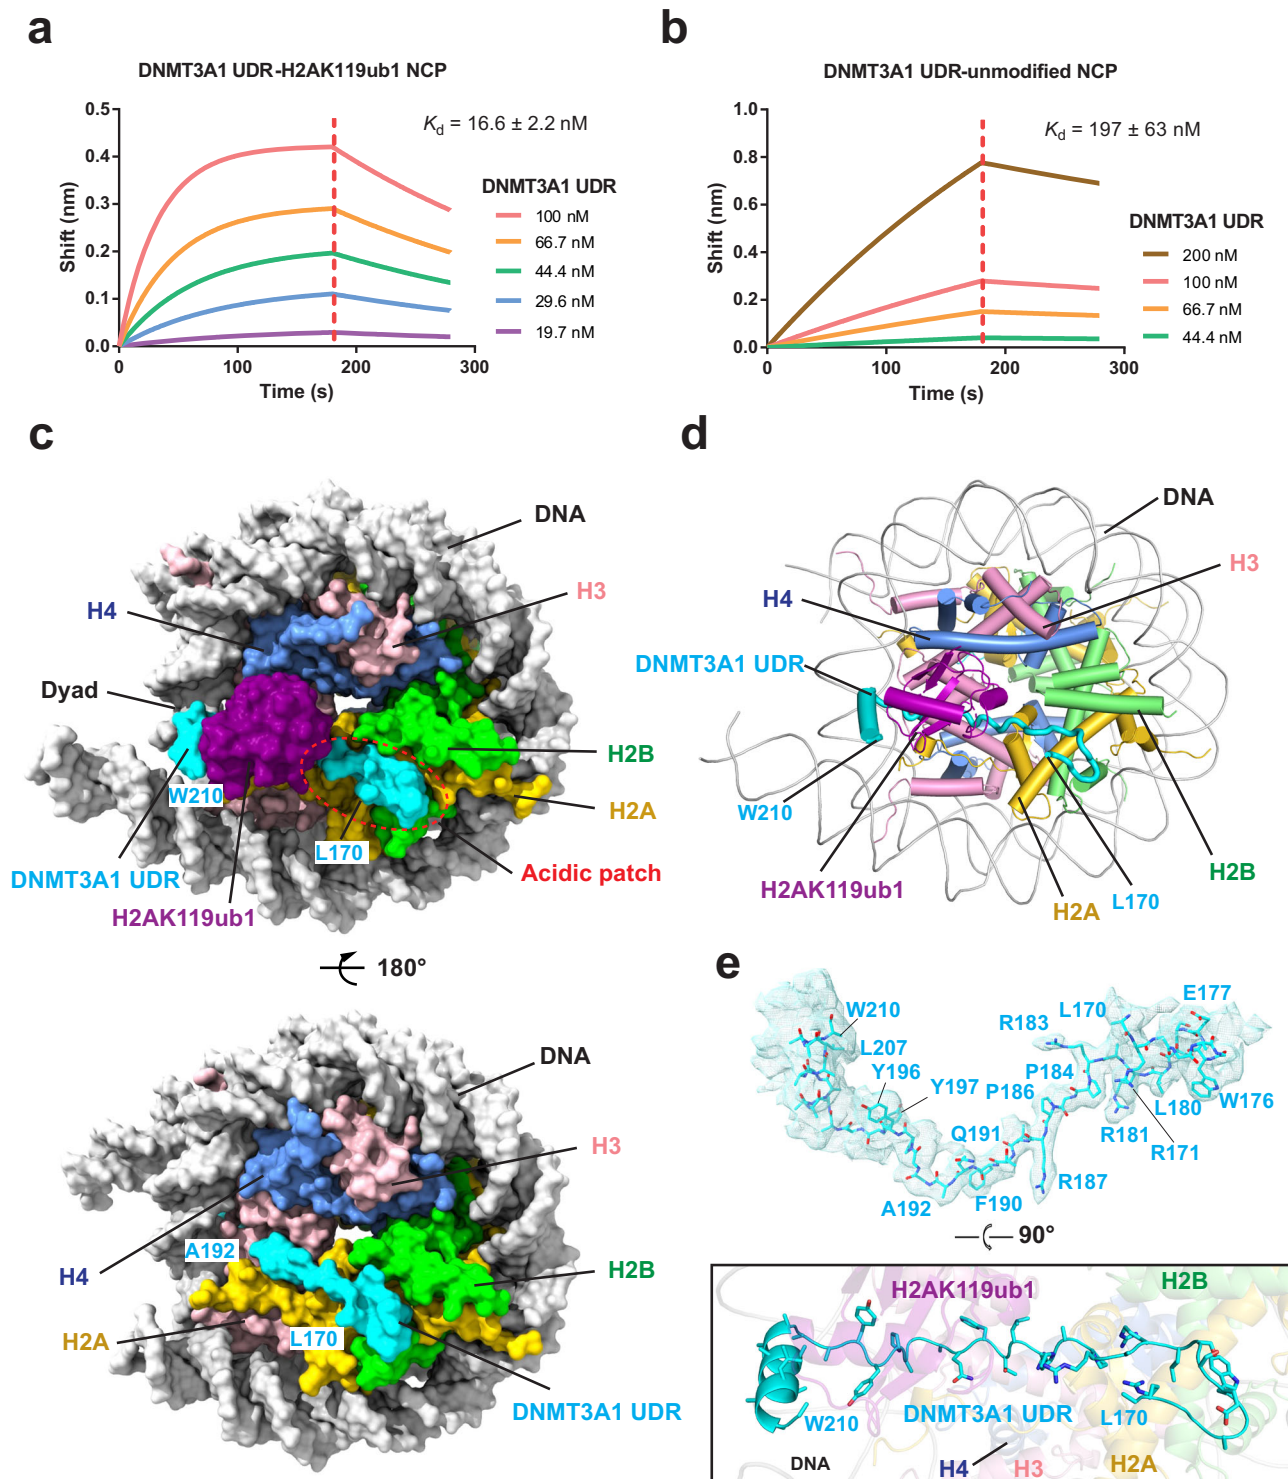 a
DNMT3A1 UDR-H2AK119ub1 NCP
Kd = 16.6 ± 2.2 nM
Shift (nm)
0.5
0.4
0.3
0.2
0.1
0.0
0
100
200
300
Time (s)
DNMT3A1 UDR
100 nM
66.7 nM
44.4 nM
29.6 nM
19.7 nM
b
DNMT3A1 UDR-unmodified NCP
Kd = 197 ± 63 nM
Shift (nm)
1.0
0.8
0.6
0.4
0.2
0.0
0
100
200
300
Time (s)
DNMT3A1 UDR
200 nM
100 nM
66.7 nM
44.4 nM
c
DNA
H3
H4
Dyad
H2B
W210
H2A
L170
Acidic patch
DNMT3A1 UDR
H2AK119ub1
180°
DNA
H3
A192
H4
H2B
H2A
L170
DNMT3A1 UDR
d
DNA
H3
H4
DNMT3A1 UDR
W210
H2AK119ub1
H2B
H2A
L170
e
W210
L207
Y196
Y197
R183
L170
E177
P184
P186
W176
L180
R181
R171
Q191
R187
F190
A192
90°
H2AK119ub1
H2B
W210
DNMT3A1 UDR
L170
DNA
H4
H3
H2A